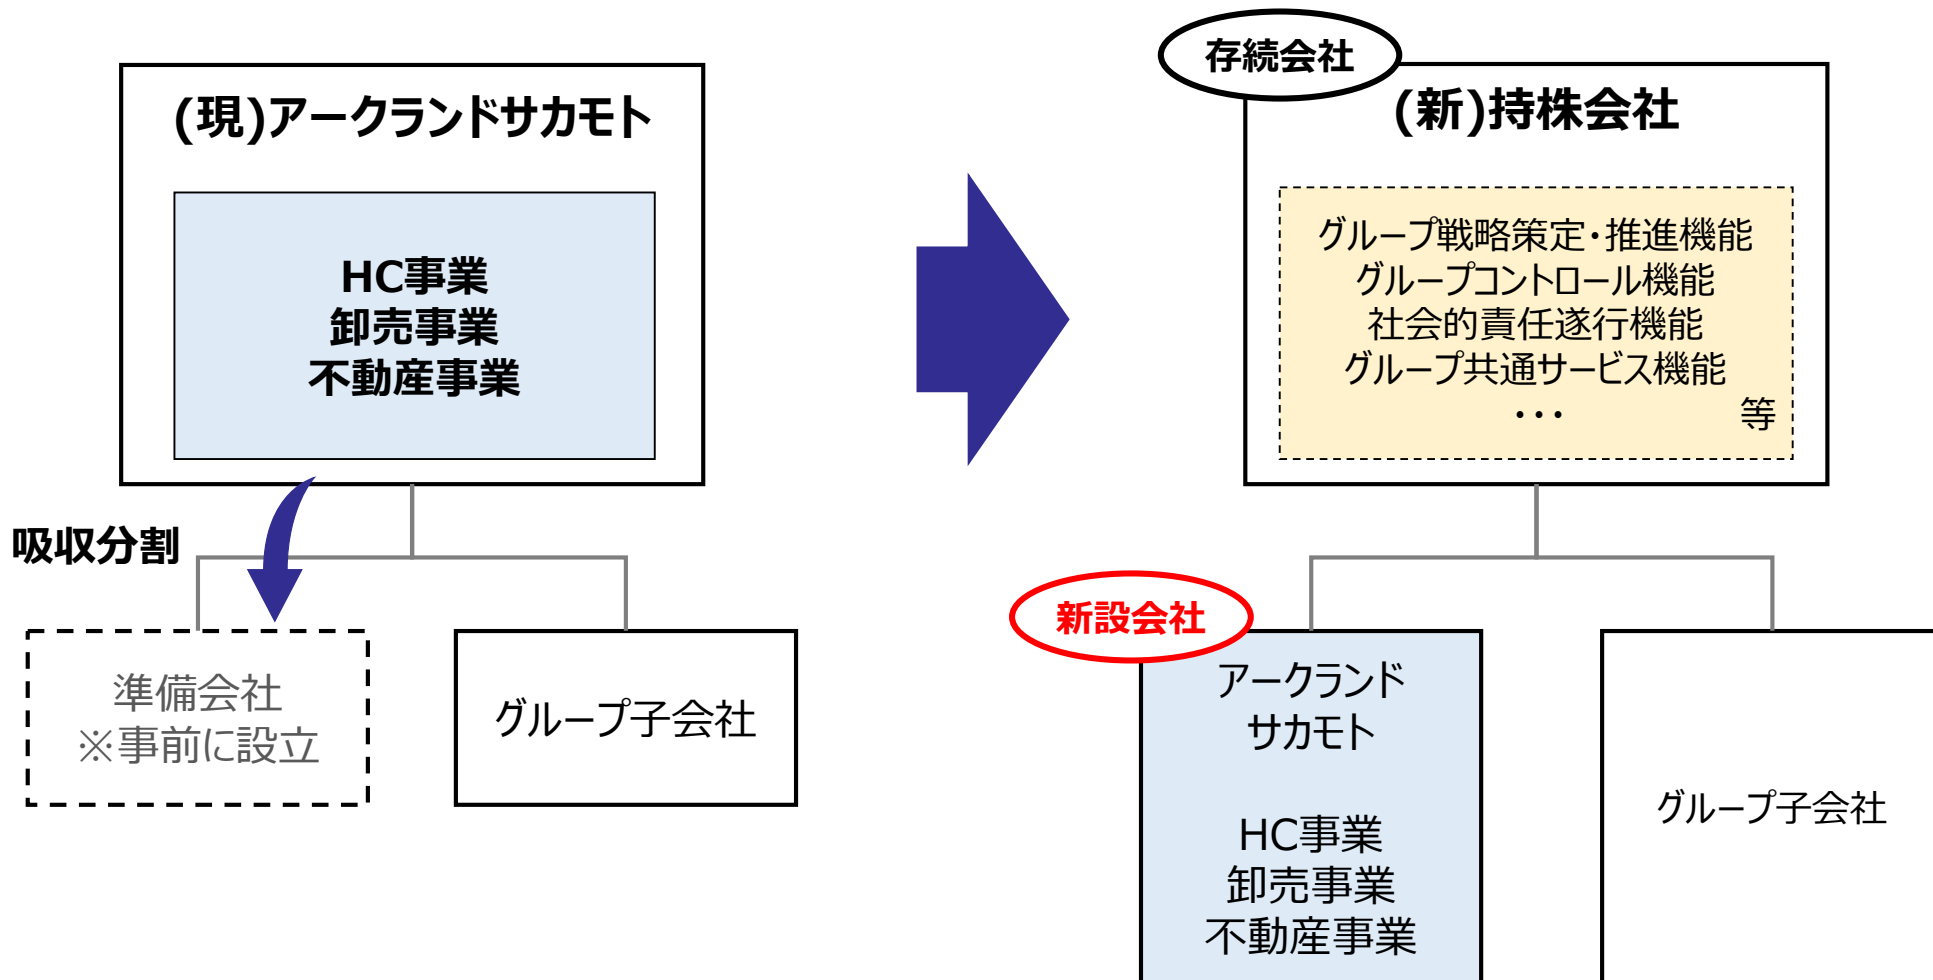 (現)アークランドサカモト
HC事業
卸売事業
不動産事業
吸収分割
準備会社
※事前に設立
グループ子会社
存続会社
(新)持株会社
グループ戦略策定・推進機能
グループコントロール機能
社会的責任遂行機能
グループ共通サービス機能
・・・ 等
新設会社
アークランド
サカモト
HC事業
卸売事業
不動産事業
グループ子会社